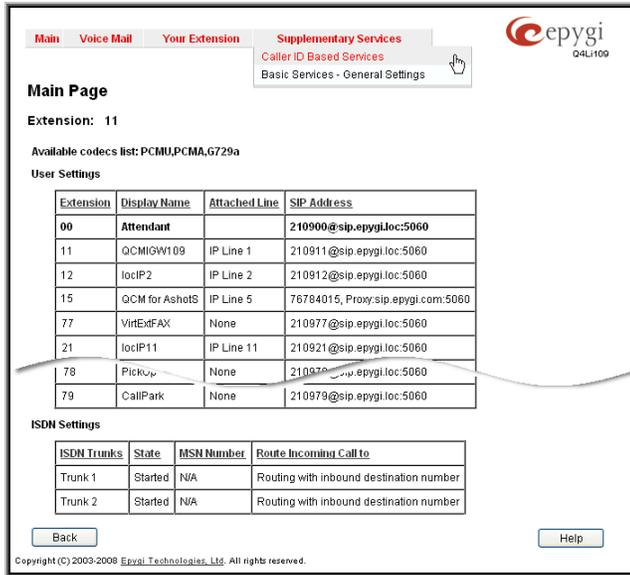 Main Voice Mail Your Extension Supplementary Services
epygi
Q4Li109
Caller ID Based Services
Basic Services - General Settings
Main Page
Extension: 11
Available codecs list: PCMU,PCMA,G729a
User Settings
Extension Display Name Attached Line SIP Address
00 Attendant 210900@sip.epygi.loc:5060
11 QCMIGW109 IP Line 1 210911@sip.epygi.loc:5060
12 locIP2 IP Line 2 210912@sip.epygi.loc:5060
15 QCM for AshotS IP Line 5 76784015, Proxy:sip.epygi.com:5060
77 VirtExtFAX None 210977@sip.epygi.loc:5060
21 locIP11 IP Line 11 210921@sip.epygi.loc:5060
78 PickUp None 210978@sip.epygi.loc:5060
79 CallPark None 210979@sip.epygi.loc:5060
ISDN Settings
ISDN Trunks State MSN Number Route Incoming Call to
Trunk 1 Started N/A Routing with inbound destination number
Trunk 2 Started N/A Routing with inbound destination number
Back Help
Copyright (C) 2003-2008 Epygi Technologies, Ltd. All rights reserved.